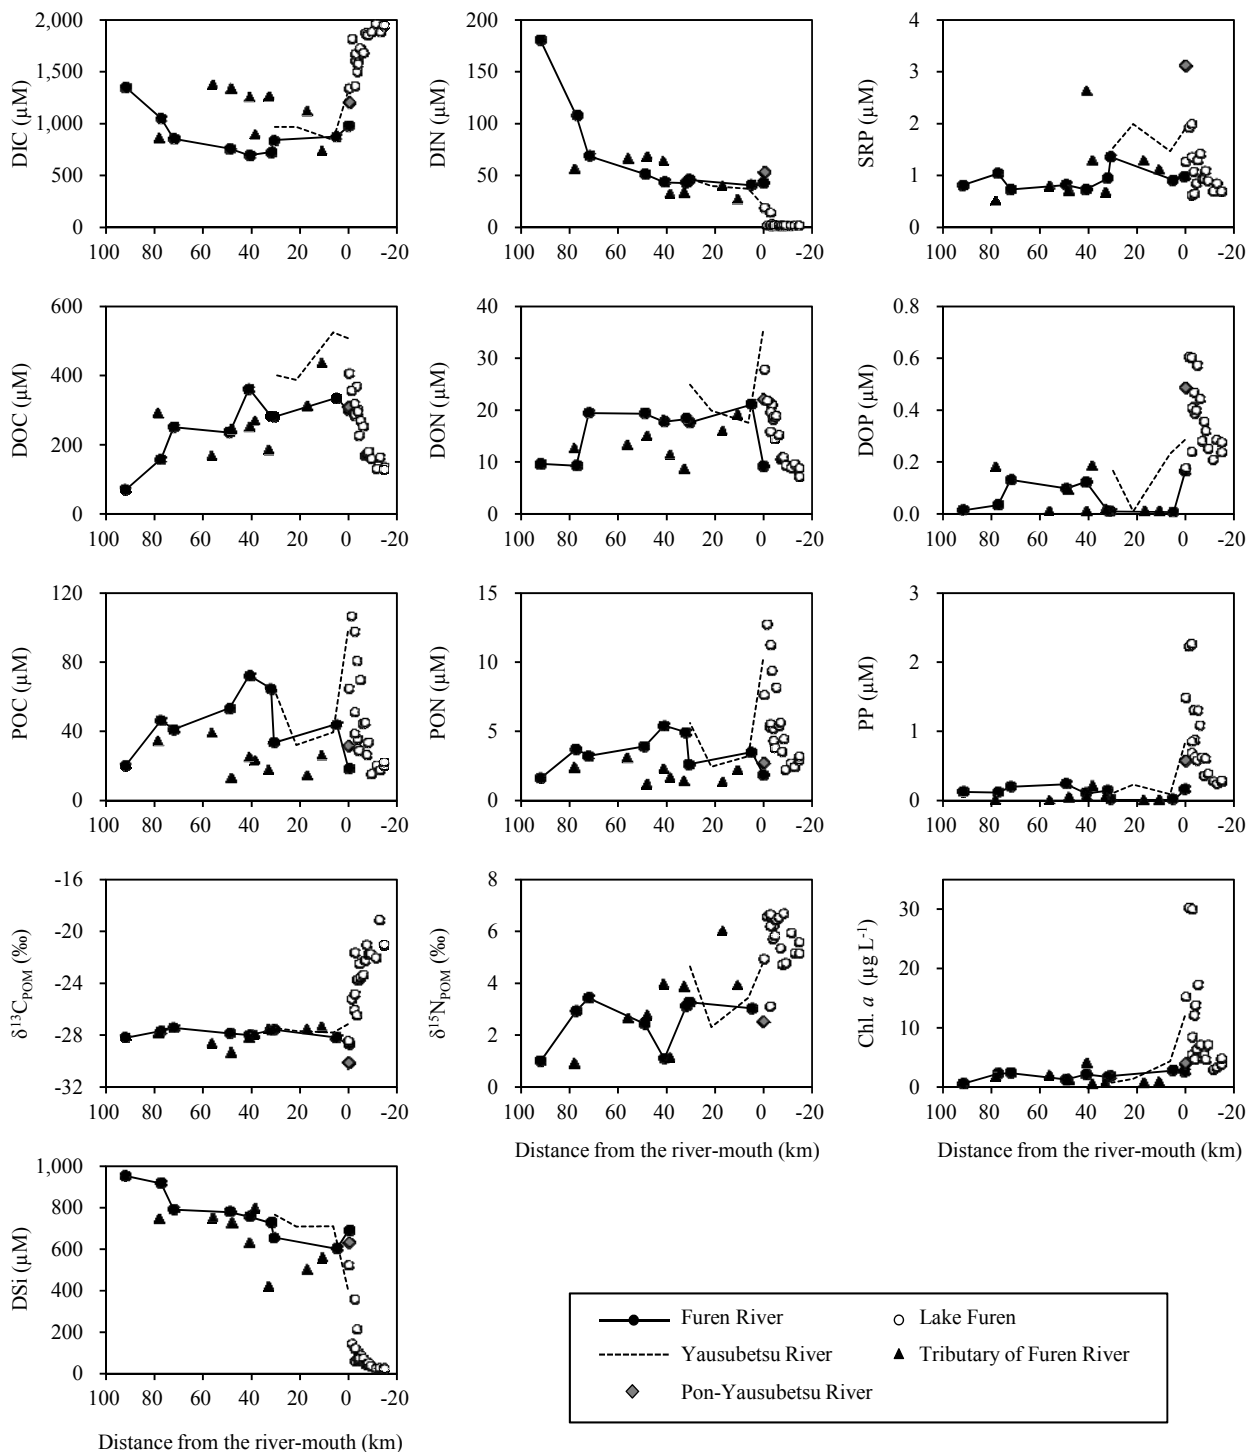 2,000
1,500
1,000
500
0
DIC (µM)
100 80 60 40 20 0 -20
200
150
100
50
0
DIN (µM)
100 80 60 40 20 0 -20
4
3
2
1
0
SRP (µM)
100 80 60 40 20 0 -20
600
400
200
0
DOC (µM)
100 80 60 40 20 0 -20
40
30
20
10
0
DON (µM)
100 80 60 40 20 0 -20
0.8
0.6
0.4
0.2
0.0
DOP (µM)
100 80 60 40 20 0 -20
120
80
40
0
POC (µM)
100 80 60 40 20 0 -20
15
10
5
0
PON (µM)
100 80 60 40 20 0 -20
3
2
1
0
PP (µM)
100 80 60 40 20 0 -20
-16
-20
-24
-28
-32
δ¹³C_POM (‰)
100 80 60 40 20 0 -20
8
6
4
2
0
δ¹⁵N_POM (‰)
100 80 60 40 20 0 -20
Distance from the river-mouth (km)
30
20
10
0
Chl. a (µg L⁻¹)
100 80 60 40 20 0 -20
Distance from the river-mouth (km)
1,000
800
600
400
200
0
DSi (µM)
100 80 60 40 20 0 -20
Distance from the river-mouth (km)
Furen River
Lake Furen
Yausubetsu River
Tributary of Furen River
Pon-Yausubetsu River